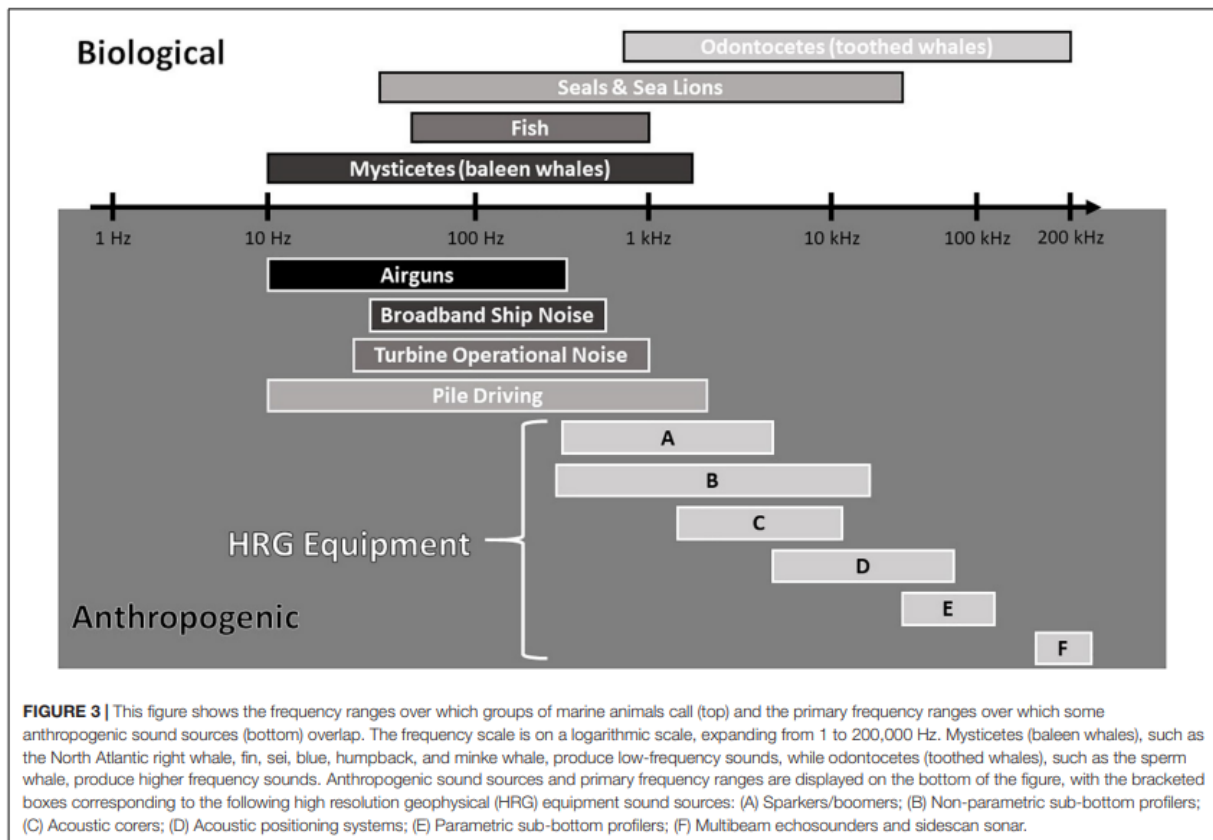 Biological
Odontocetes (toothed whales)
Seals & Sea Lions
Fish
Mysticetes (baleen whales)
1 Hz 10 Hz 100 Hz 1 kHz 10 kHz 100 kHz 200 kHz
Airguns
Broadband Ship Noise
Turbine Operational Noise
Pile Driving
A
B
C
HRG Equipment
D
E
Anthropogenic
F
FIGURE 3 | This figure shows the frequency ranges over which groups of marine animals call (top) and the primary frequency ranges over which some
anthropogenic sound sources (bottom) overlap. The frequency scale is on a logarithmic scale, expanding from 1 to 200,000 Hz. Mysticetes (baleen whales), such as
the North Atlantic right whale, fin, sei, blue, humpback, and minke whale, produce low-frequency sounds, while odontocetes (toothed whales), such as the sperm
whale, produce higher frequency sounds. Anthropogenic sound sources and primary frequency ranges are displayed on the bottom of the figure, with the bracketed
boxes corresponding to the following high resolution geophysical (HRG) equipment sound sources: (A) Sparkers/boomers; (B) Non-parametric sub-bottom profilers;
(C) Acoustic corers; (D) Acoustic positioning systems; (E) Parametric sub-bottom profilers; (F) Multibeam echosounders and sidescan sonar.